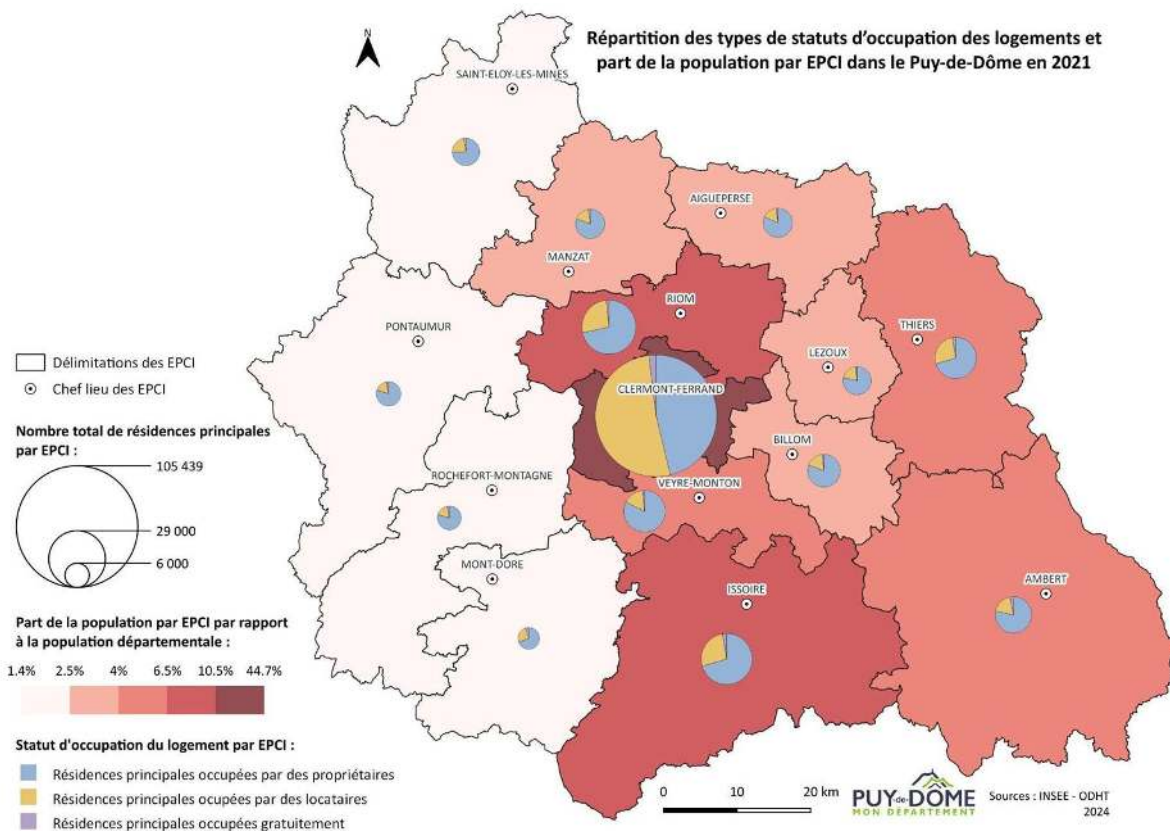 Répartition des types de statuts d'occupation des logements et
part de la population par EPCI dans le Puy-de-Dôme en 2021
N
SAINT-ELOY-LES-MINES
AIGUEPERSE
MANZAT
RIOM
PONTAUMUR
THIERS
LEZOUX
CLERMONT-FERRAND
BILLOM
ROCHEFORT-MONTAGNE
VEYRE-MONTON
MONT-DORE
ISSOIRE
AMBERT
Délimitations des EPCI
Chef lieu des EPCI
Nombre total de résidences principales
par EPCI :
105 439
29 000
6 000
Part de la population par EPCI par rapport
à la population départementale :
1.4% 2.5% 4% 6.5% 10.5% 44.7%
Statut d'occupation du logement par EPCI :
Résidences principales occupées par des propriétaires
Résidences principales ocupées par des locataires
Résidences principales occupées gratuitement
0 10 20 km
PUY-de-DÔME
MON DÉPARTEMENT
Sources : INSEE - ODHT
2024